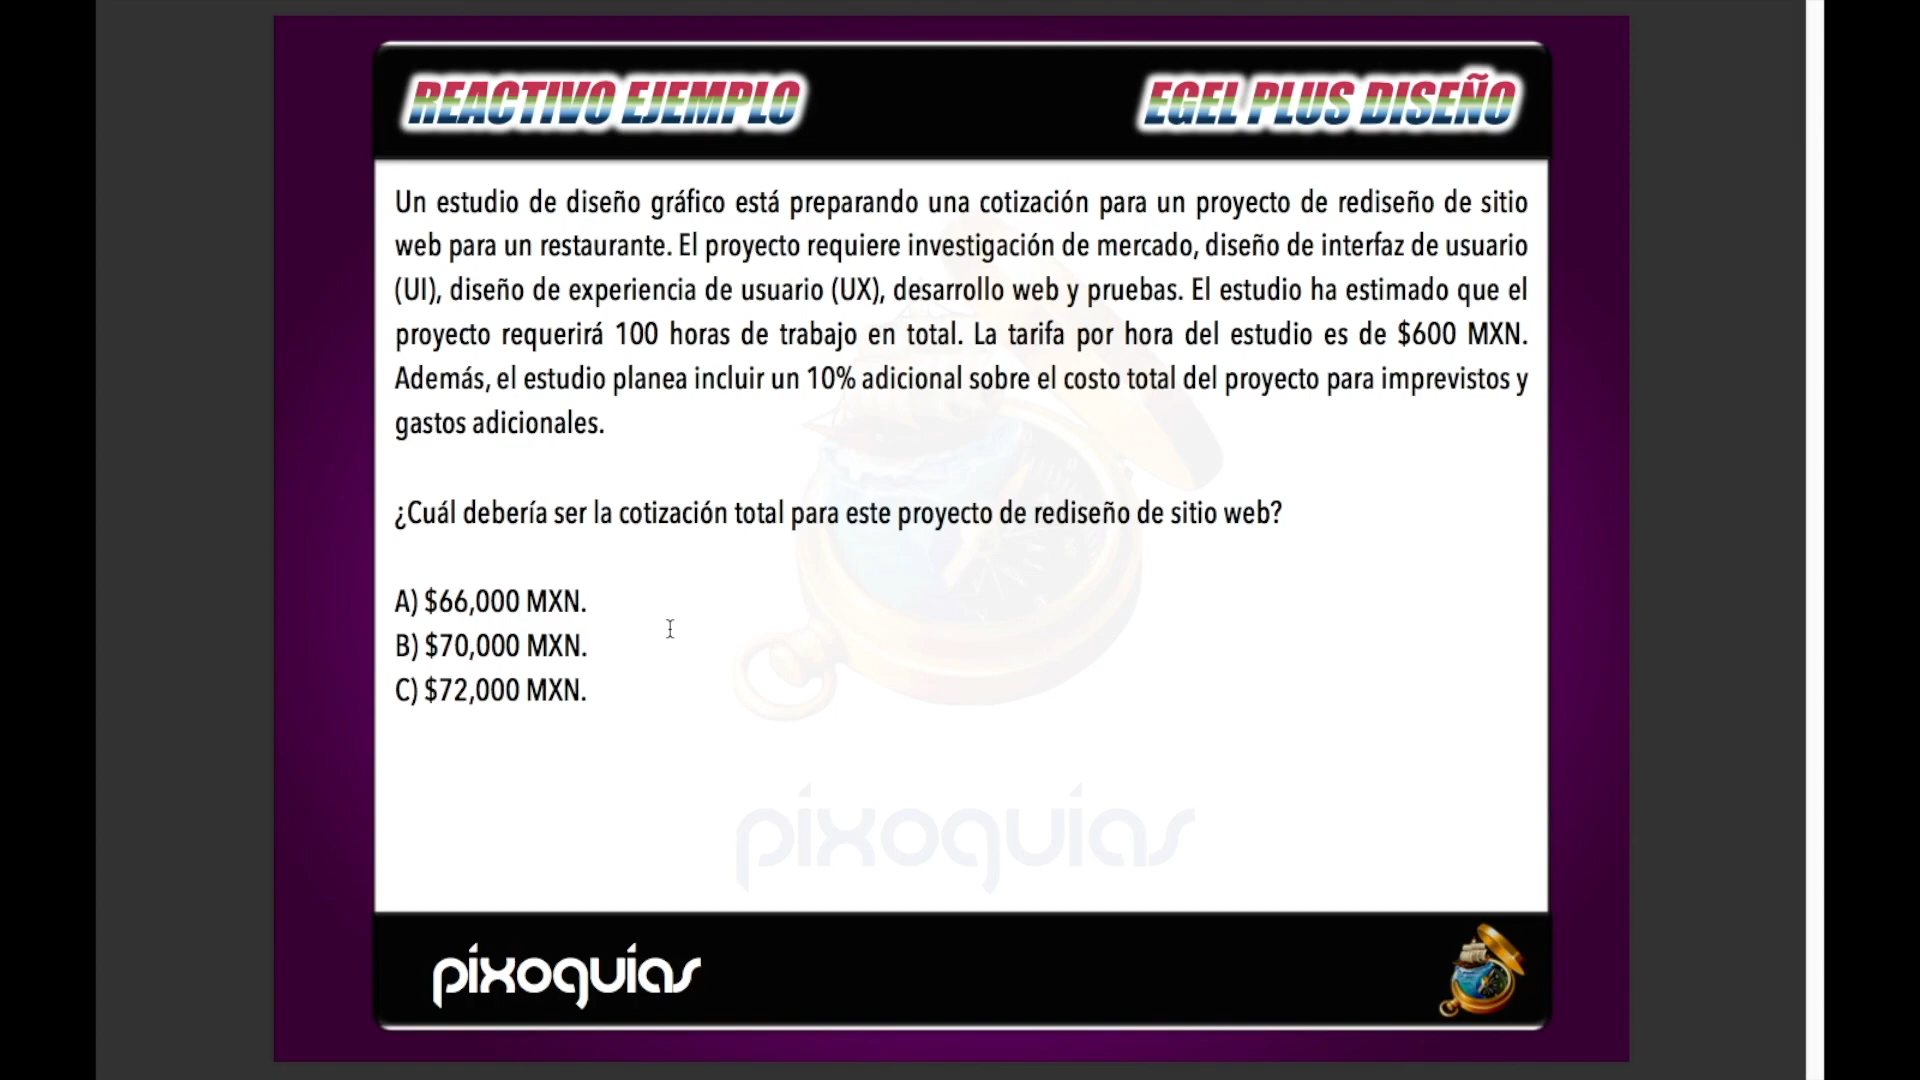 REACTIVO EJEMPLO
EGEL PLUS DISEÑO
Un estudio de diseño gráfico está preparando una cotización para un proyecto de rediseño de sitio
web para un restaurante. El proyecto requiere investigación de mercado, diseño de interfaz de usuario
(UI), diseño de experiencia de usuario (UX), desarrollo web y pruebas. El estudio ha estimado que el
proyecto requerirá 100 horas de trabajo en total. La tarifa por hora del estudio es de $600 MXN.
Además, el estudio planea incluir un 10% adicional sobre el costo total del proyecto para imprevistos y
gastos adicionales.
¿Cuál debería ser la cotización total para este proyecto de rediseño de sitio web?
A) $66,000 MXN.
B) $70,000 MXN.
C) $72,000 MXN.
pixoguias
pixoguias